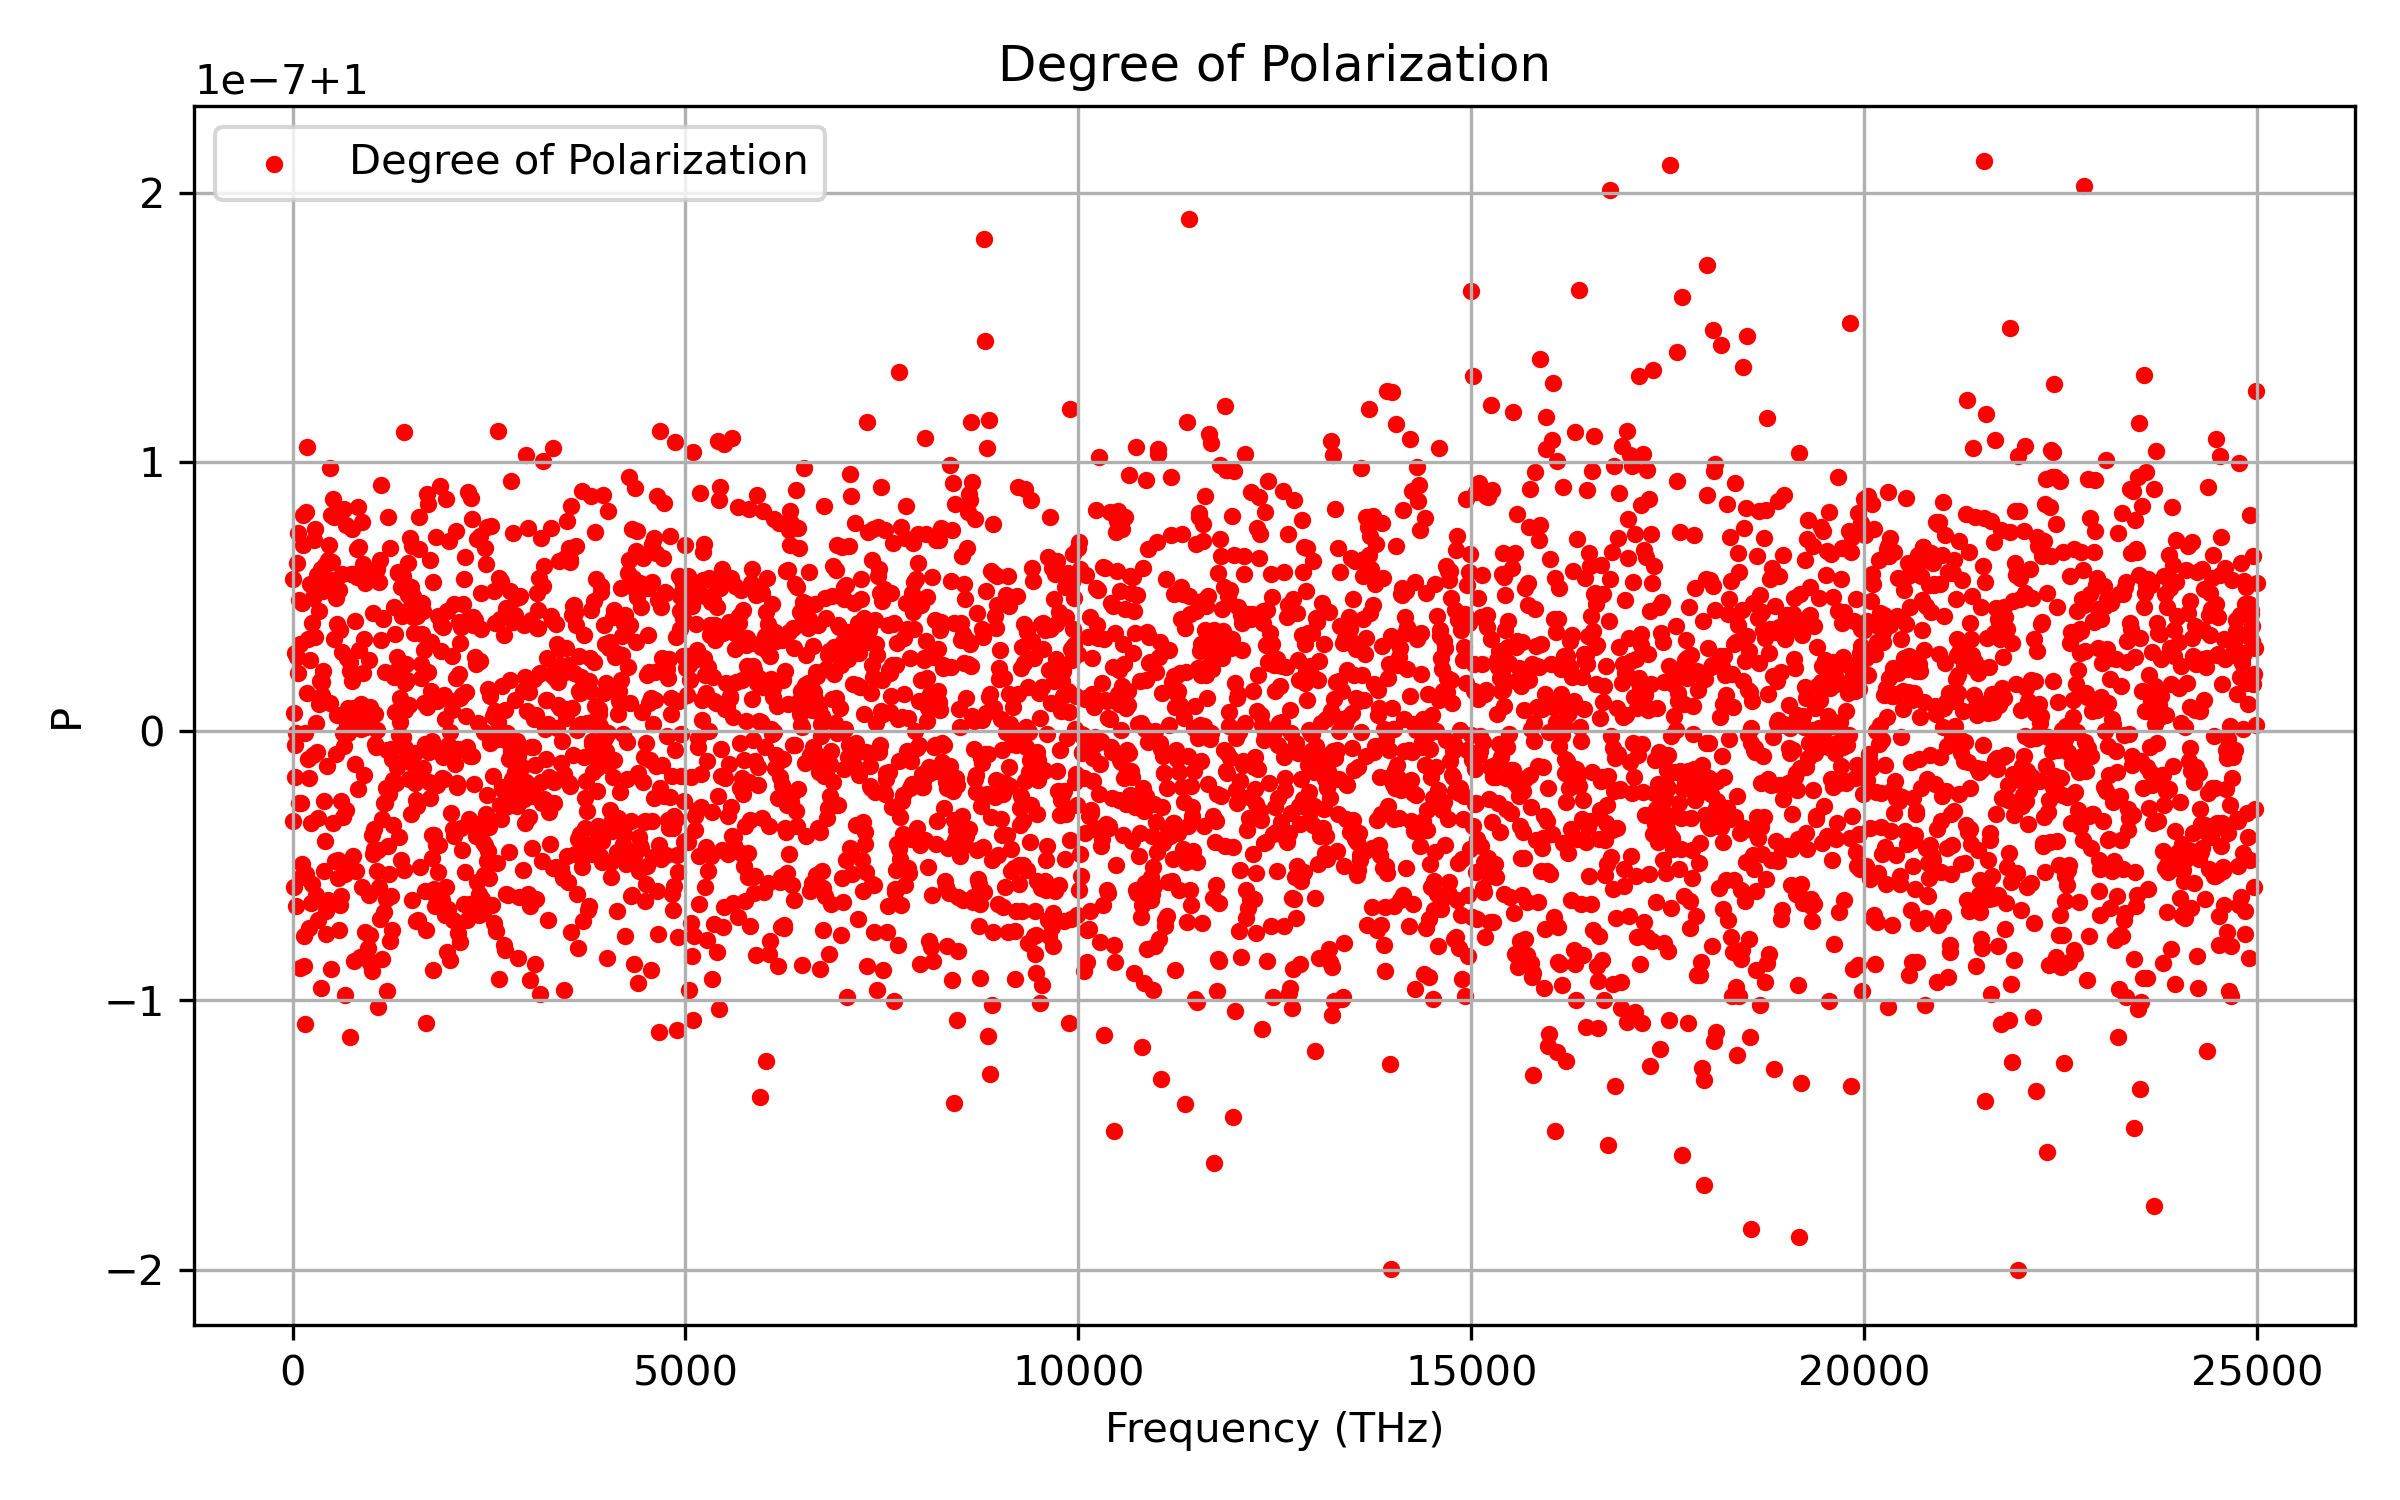 Degree of Polarization
1e−7+1
Degree of Polarization
2
1
0
−1
−2
P
0 5000 10000 15000 20000 25000
Frequency (THz)